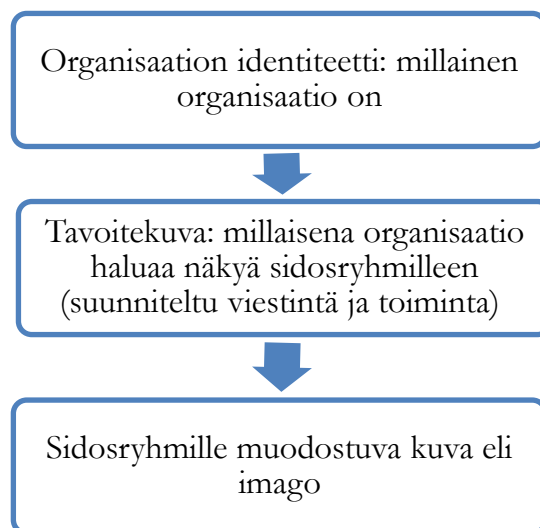 Organisaation identiteetti: millainen
organisaatio on
Tavoitekuva: millaisena organisaatio
haluaa näkyä sidosryhmilleen
(suunniteltu viestintä ja toiminta)
Sidosryhmille muodostuva kuva eli
imago